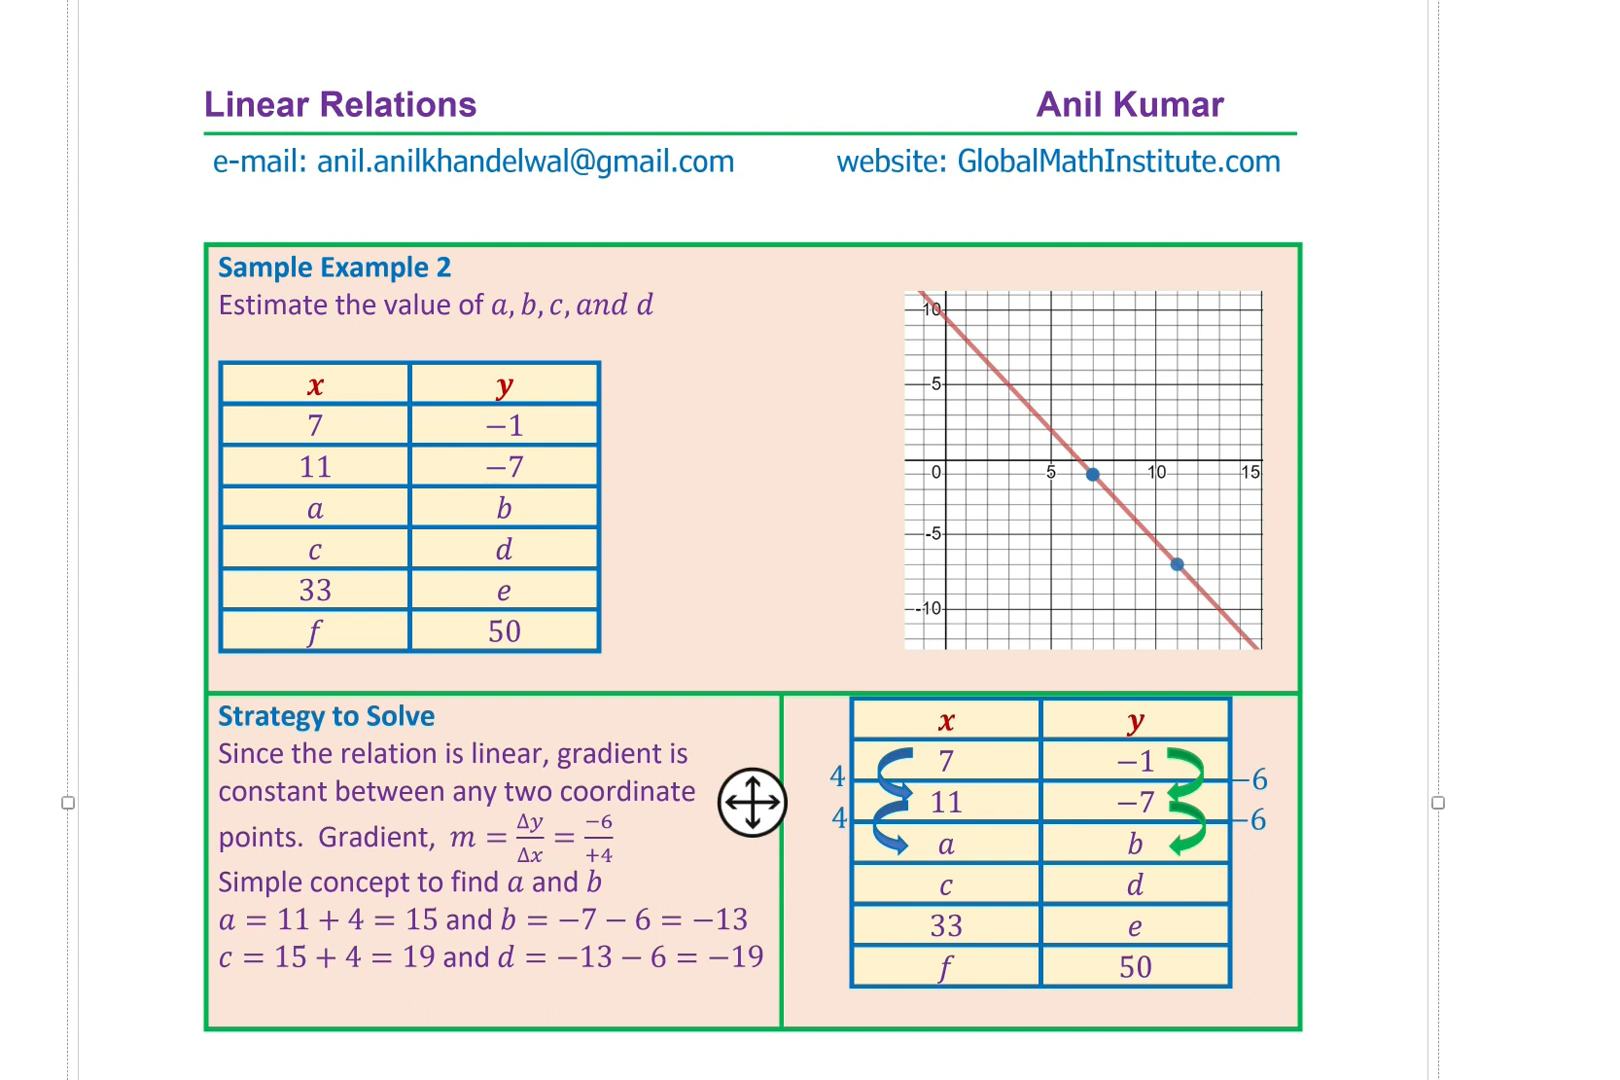 Linear Relations Anil Kumar
e-mail: anil.anilkhandelwal@gmail.com website: GlobalMathInstitute.com
Sample Example 2
Estimate the value of a, b, c, and d
x y
7 −1
11 −7
a b
c d
33 e
f 50
10
5
0 5 10 15
-5
-10
Strategy to Solve
Since the relation is linear, gradient is
constant between any two coordinate
points. Gradient, m = Δy/Δx = −6/+4
Simple concept to find a and b
a = 11 + 4 = 15 and b = −7 − 6 = −13
c = 15 + 4 = 19 and d = −13 − 6 = −19
x y
7 −1
4 −6
11 −7
4 −6
a b
c d
33 e
f 50